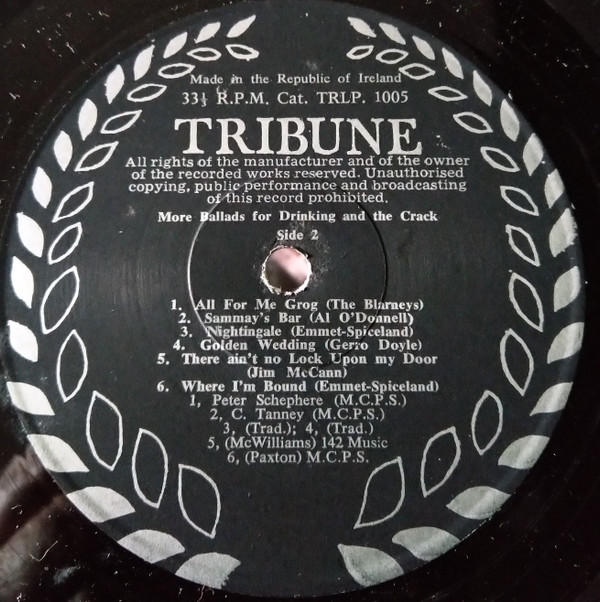 Made in the Republic of Ireland
33⅓ R.P.M. Cat. TRLP. 1005
TRIBUNE
All rights of the manufacturer and of the owner
of the recorded works reserved. Unauthorised
copying, public performance and broadcasting
of this record prohibited.
More Ballads for Drinking and the Crack
Side 2
1. All For Me Grog (The Blarneys)
2. Sammay's Bar (Al O'Donnell)
3. Nightingale (Emmet-Spiceland)
4. Golden Wedding (Gerro Doyle)
5. There ain't no Lock Upon my Door
(Jim McCann)
6. Where I'm Bound (Emmet-Spiceland)
1, Peter Schephere (M.C.P.S.)
2, C. Tanney (M.C.P.S.)
3, (Trad.); 4, (Trad.)
5, (McWilliams) 142 Music
6, (Paxton) M.C.P.S.